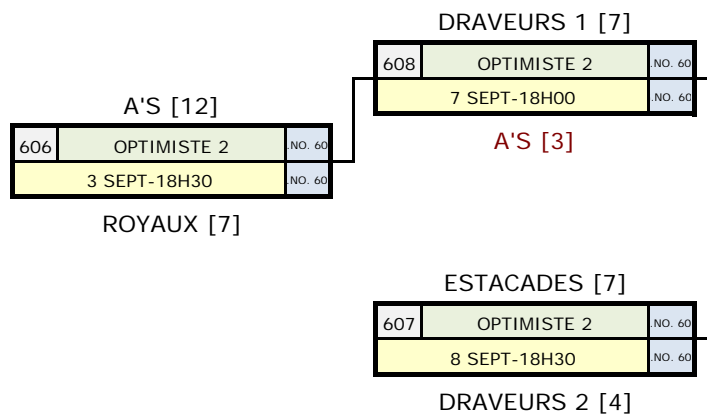 DRAVEURS 1 [7]
608 OPTIMISTE 2 .NO. 60
7 SEPT-18H00 .NO. 60
A'S [3]
A'S [12]
606 OPTIMISTE 2 .NO. 60
3 SEPT-18H30 .NO. 60
ROYAUX [7]
ESTACADES [7]
607 OPTIMISTE 2 .NO. 60
8 SEPT-18H30 .NO. 60
DRAVEURS 2 [4]